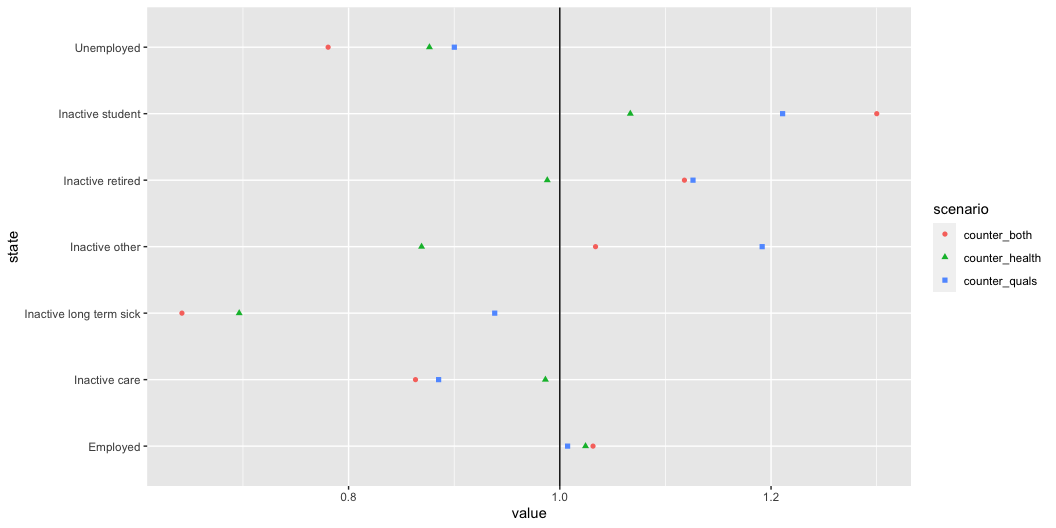 Unemployed
Inactive student
Inactive retired
Inactive other
Inactive long term sick
Inactive care
Employed
state
0.8
1.0
1.2
value
scenario
counter_both
counter_health
counter_quals